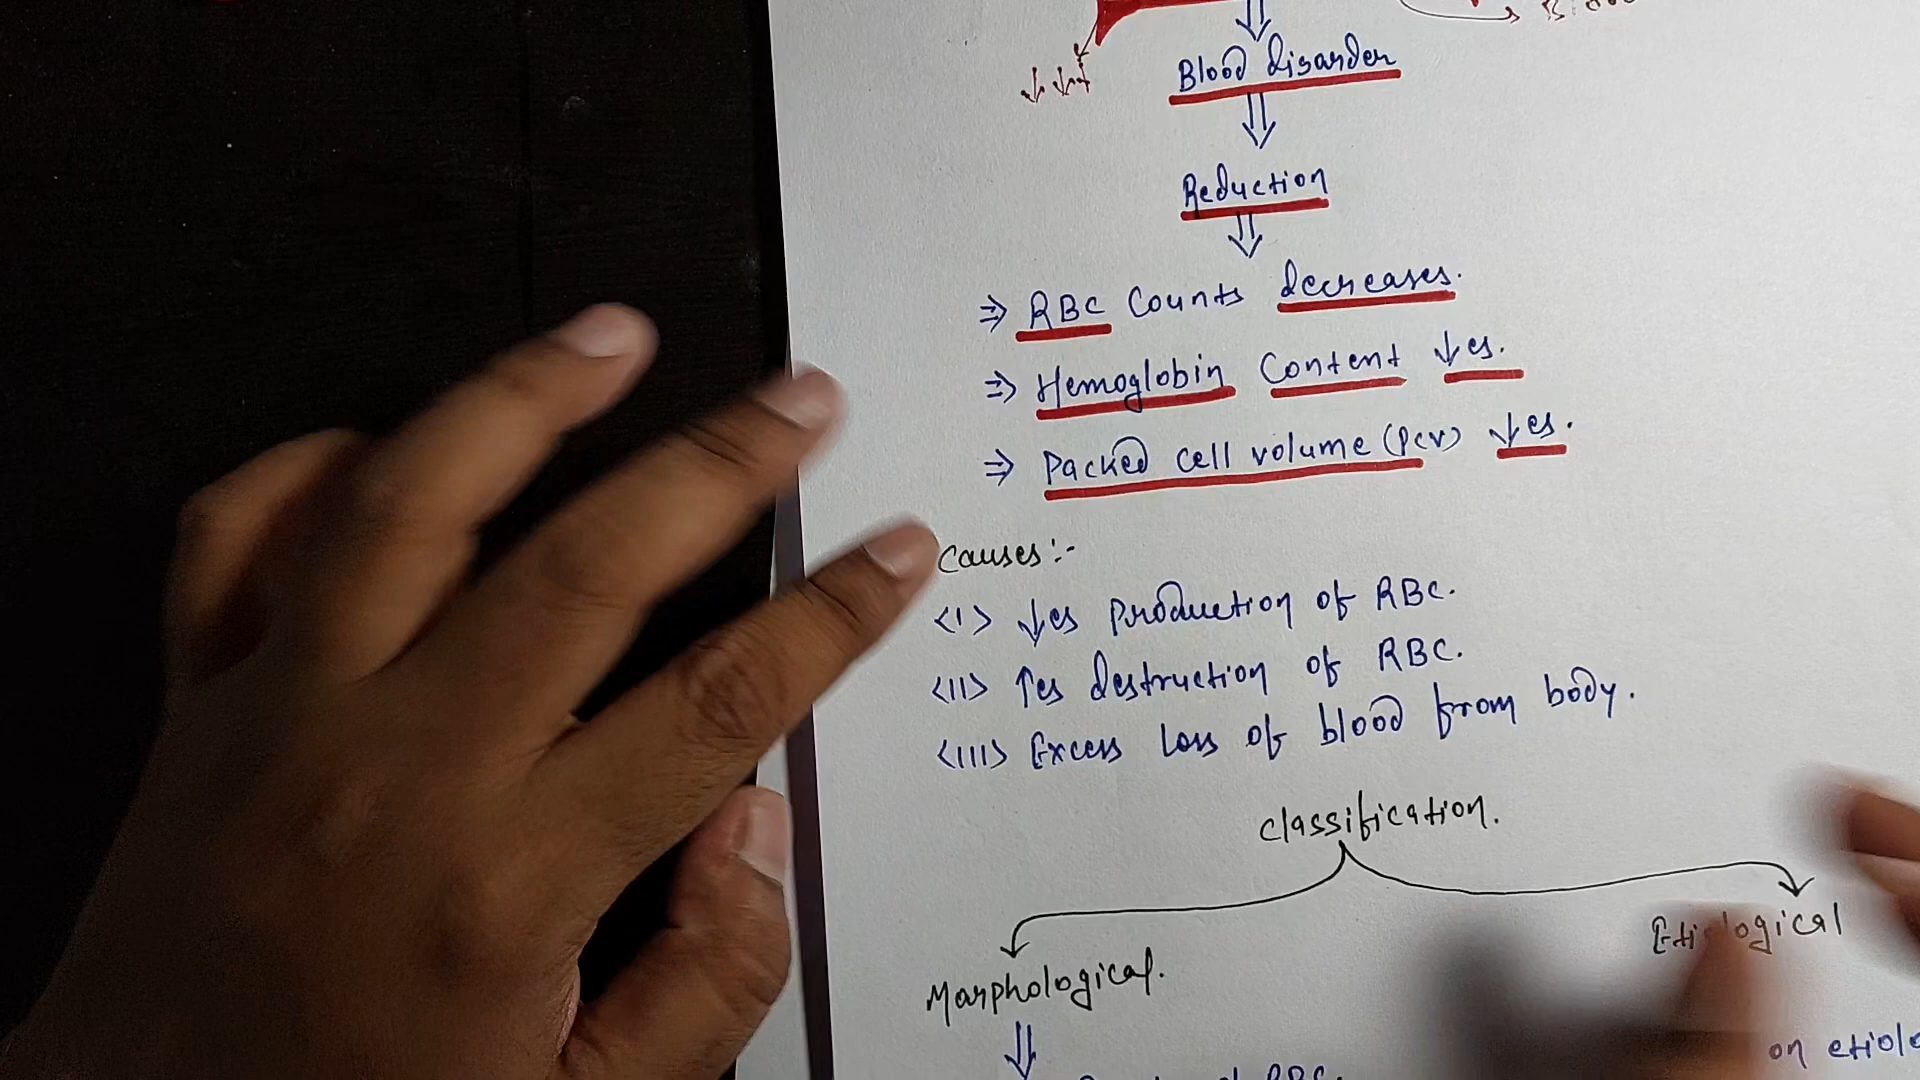 Blood disorder
Reduction
⇒ RBC Counts decreases.
⇒ Hemoglobin Content ↓es.
⇒ Packed cell volume (PCV) ↓es.
Causes :-
<I> ↓es production of RBC.
<II> ↑es destruction of RBC.
<III> Excess loss of blood from body.
Classification.
Etiological
Morphological.
on etiolo
RBC.